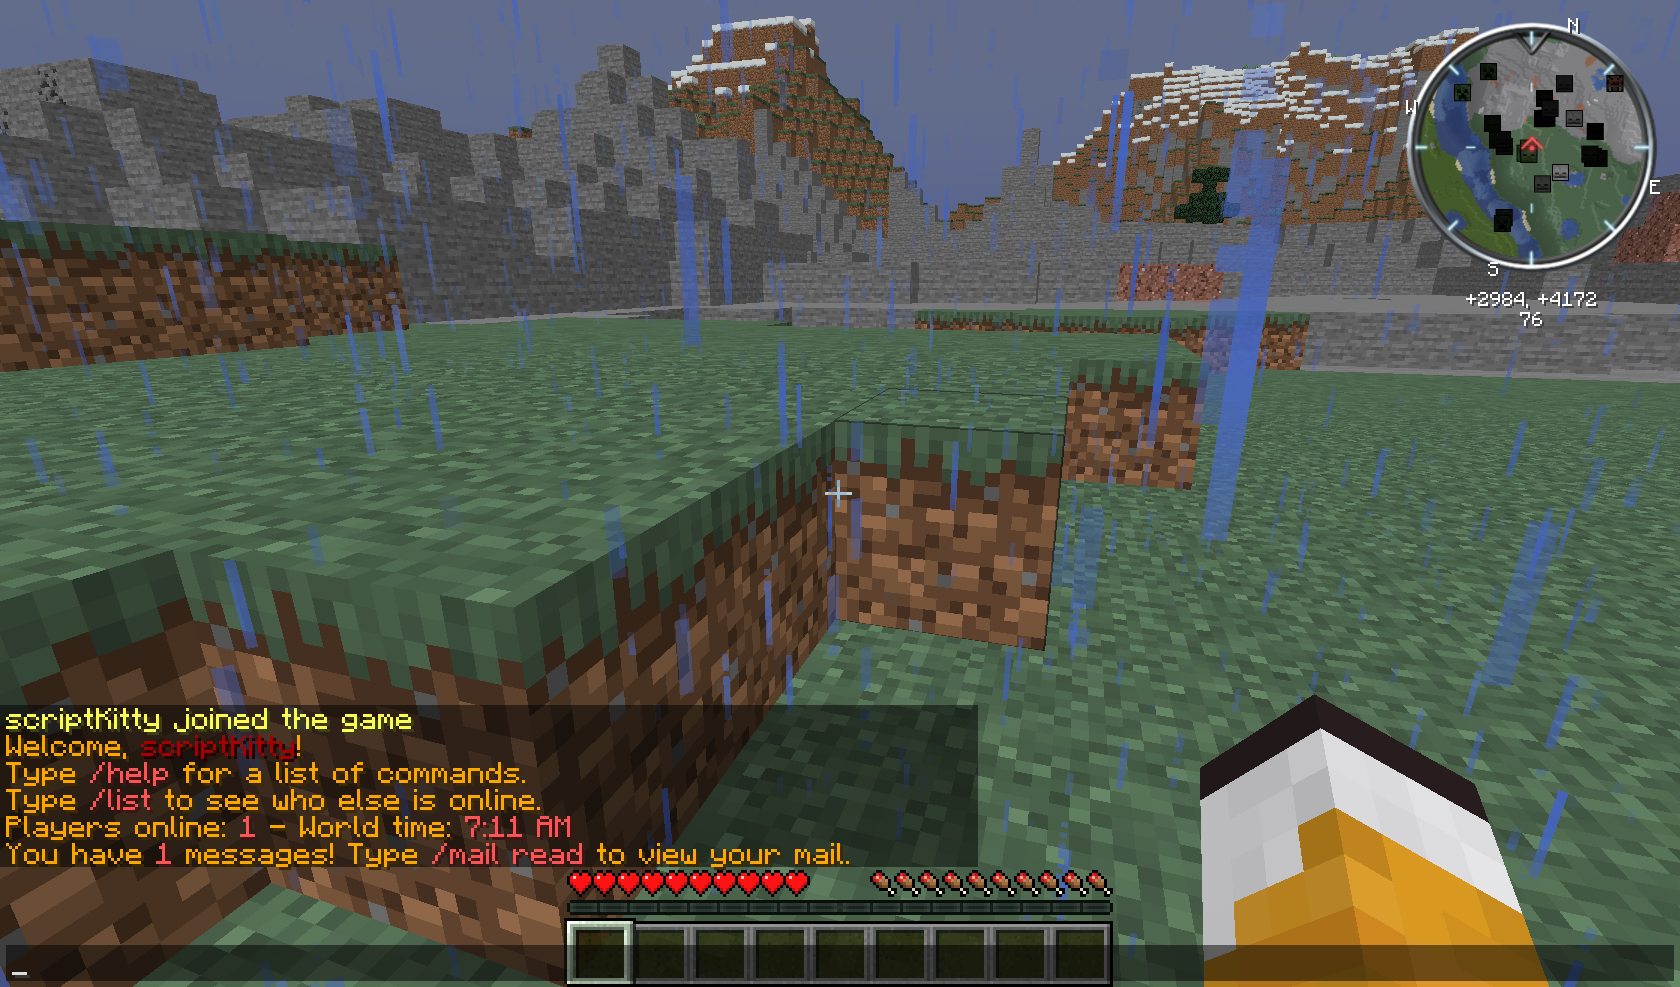 N
W
E
S
+2984, +4172
76
scriptKitty joined the game
Welcome, scriptKitty!
Type /help for a list of commands.
Type /list to see who else is online.
Players online: 1 - World time: 7:11 AM
You have 1 messages! Type /mail read to view your mail.
_